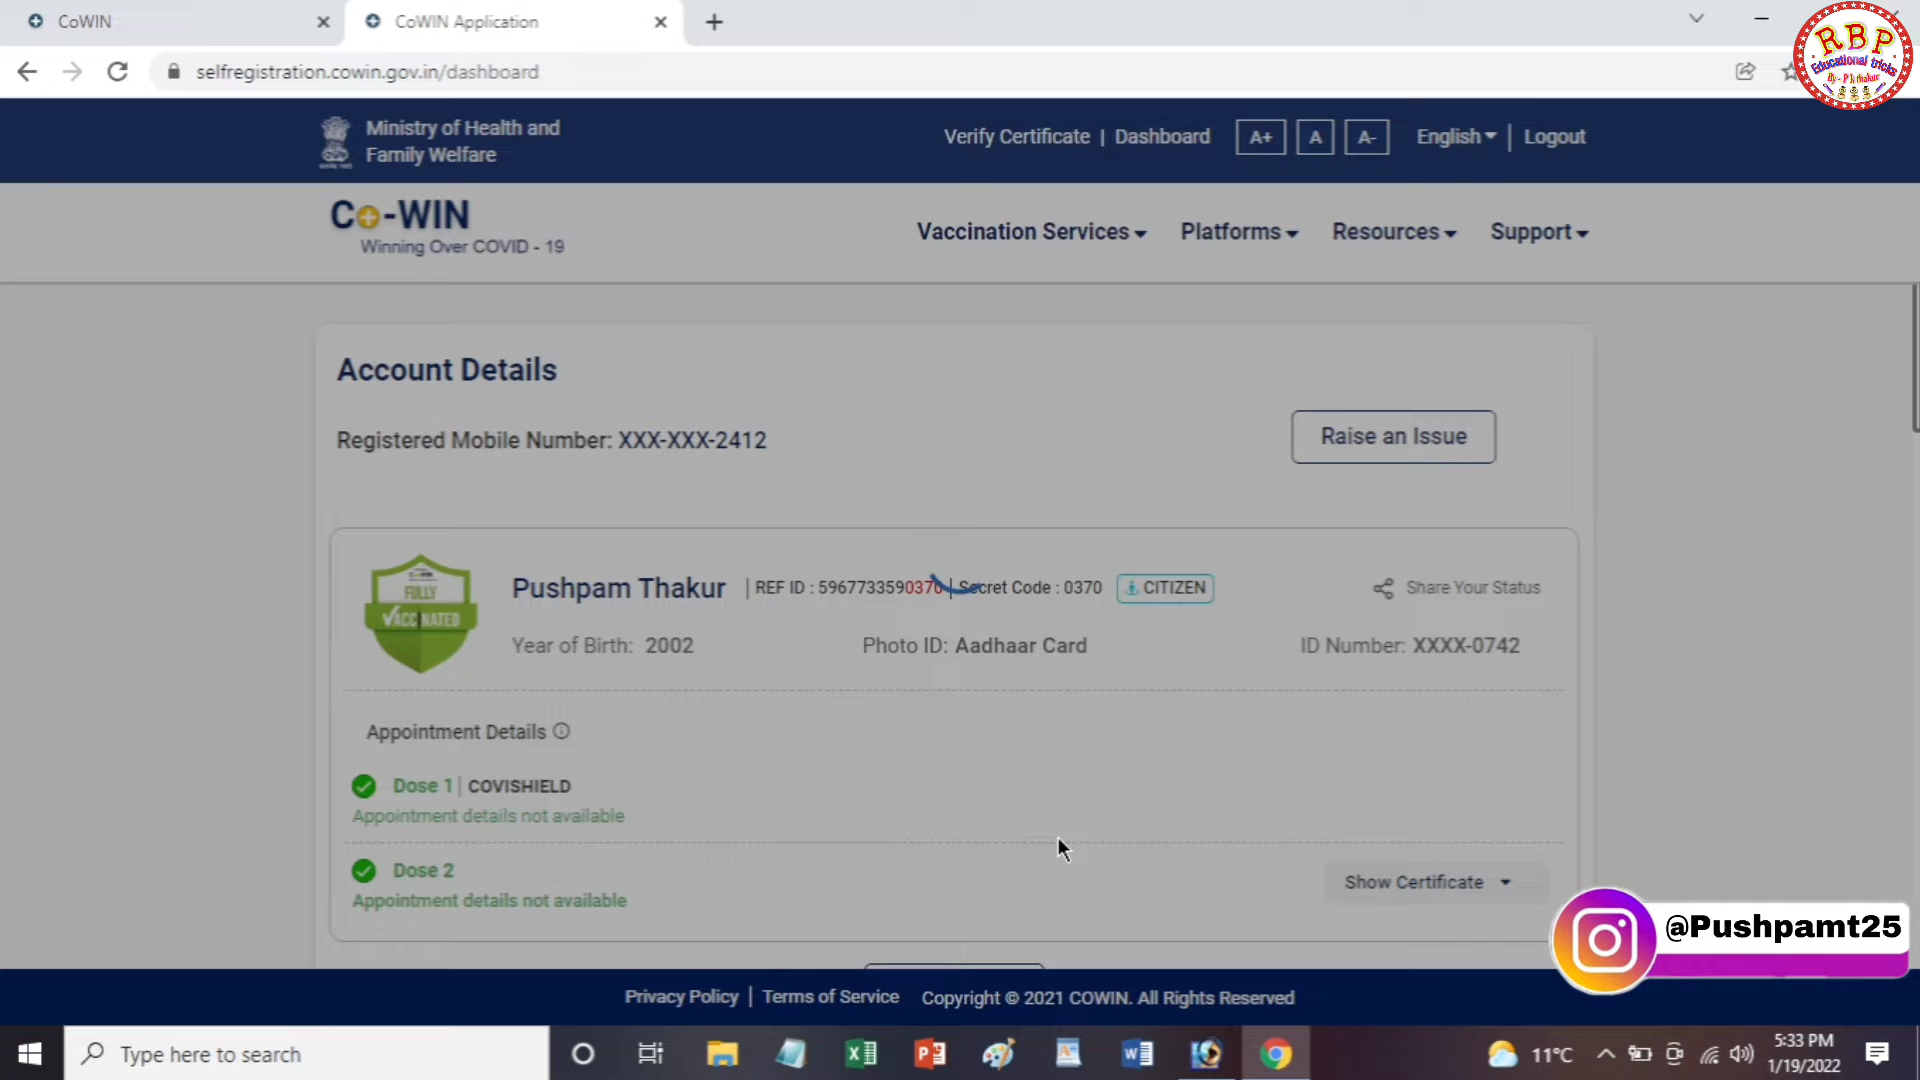 CoWIN
CoWIN Application
selfregistration.cowin.gov.in/dashboard
RBP
Educational tricks
Ministry of Health and
Family Welfare
Verify Certificate | Dashboard A+ A A- English | Logout
Co-WIN
Winning Over COVID - 19
Vaccination Services Platforms Resources Support
Account Details
Registered Mobile Number: XXX-XXX-2412
Raise an Issue
FULLY
VACCINATED
Pushpam Thakur | REF ID : 5967733590370 | Secret Code : 0370 CITIZEN Share Your Status
Year of Birth: 2002 Photo ID: Aadhaar Card ID Number: XXXX-0742
Appointment Details
Dose 1 | COVISHIELD
Appointment details not available
Dose 2
Appointment details not available
Show Certificate
@Pushpamt25
Privacy Policy | Terms of Service Copyright © 2021 COWIN. All Rights Reserved
Type here to search
11°C
5:33 PM
1/19/2022